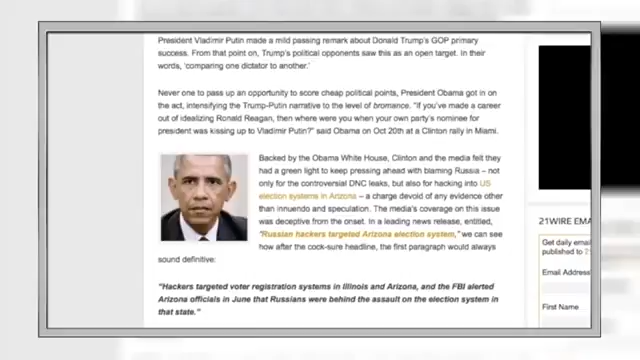 President Vladimir Putin made a mild passing remark about Donald Trump's GOP primary
success. From that point on, Trump's political opponents saw this as an open target. In their
words, 'comparing one dictator to another.'
Never one to pass up an opportunity to score cheap political points, President Obama got in on
the act, intensifying the Trump-Putin narrative to the level of bromance. "If you've made a career
out of idealizing Ronald Reagan, then where were you when your own party's nominee for
president was kissing up to Vladimir Putin?" said Obama on Oct 20th at a Clinton rally in Miami.
Backed by the Obama White House, Clinton and the media felt they
had a green light to keep pressing ahead with blaming Russia – not
only for the controversial DNC leaks, but also for hacking into US
election systems in Arizona – a charge devoid of any evidence other
than innuendo and speculation. The media's coverage on this issue
was deceptive from the onset. In a leading news release, entitled,
"Russian hackers targeted Arizona election system," we can see
how after the cock-sure headline, the first paragraph would always
sound definitive:
"Hackers targeted voter registration systems in Illinois and Arizona, and the FBI alerted
Arizona officials in June that Russians were behind the assault on the election system in
that state."
21WIRE EMA
Get daily email
published to 2
Email Address
First Name